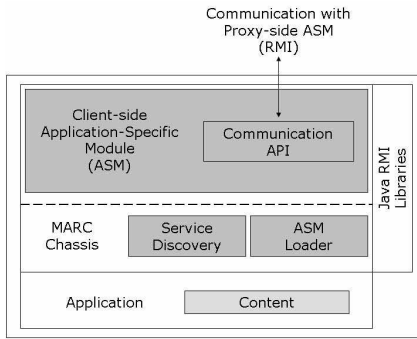 Communication with
Proxy-side ASM
(RMI)
Client-side
Application-Specific
Module
(ASM)
Communication
API
Java RMI
Libraries
MARC
Chassis
Service
Discovery
ASM
Loader
Application
Content